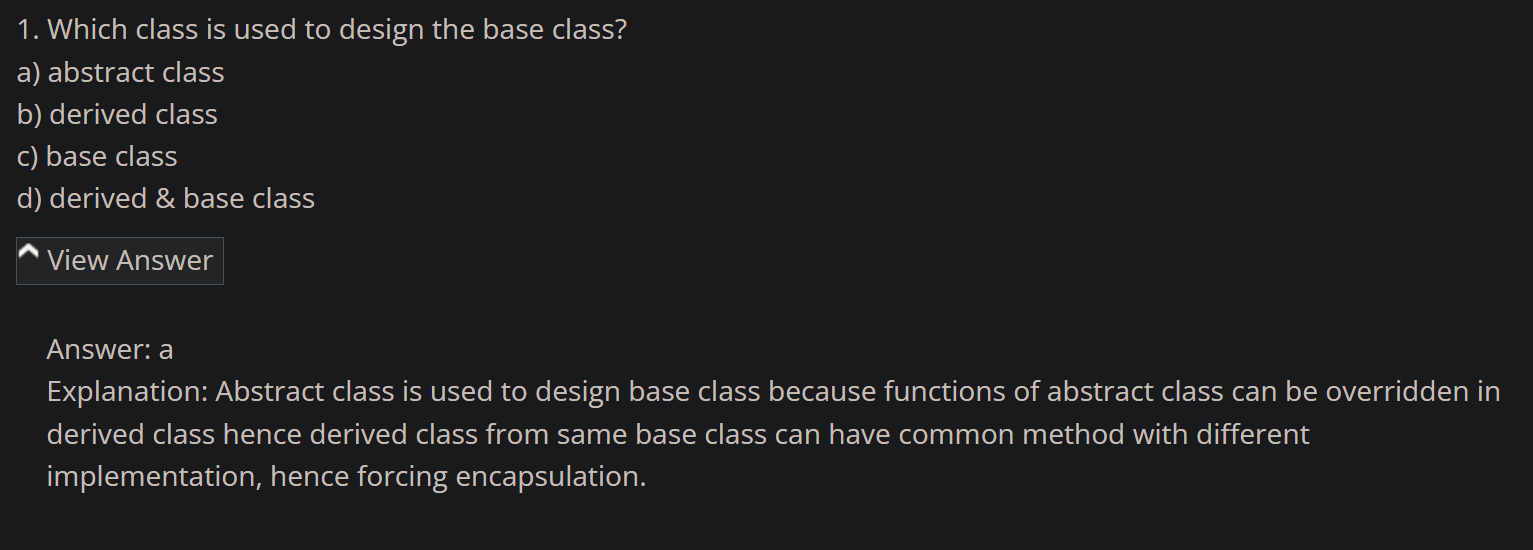 1. Which class is used to design the base class?
a) abstract class
b) derived class
c) base class
d) derived & base class
View Answer
Answer: a
Explanation: Abstract class is used to design base class because functions of abstract class can be overridden in
derived class hence derived class from same base class can have common method with different
implementation, hence forcing encapsulation.